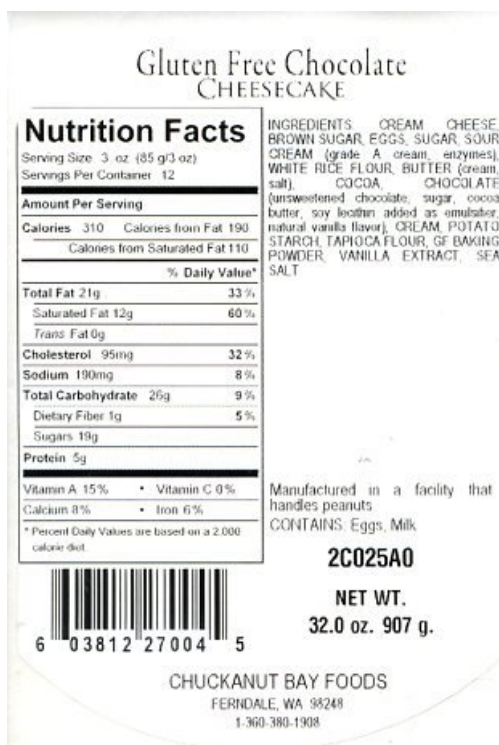 Gluten Free Chocolate
CHEESECAKE
Nutrition Facts
Serving Size 3 oz (85 g/3 oz)
Servings Per Container 12
Amount Per Serving
Calories 310 Calories from Fat 190
Calories from Saturated Fat 110
% Daily Value*
Total Fat 21g 33%
Saturated Fat 12g 60%
Trans Fat 0g
Cholesterol 95mg 32%
Sodium 190mg 8%
Total Carbohydrate 26g 9%
Dietary Fiber 1g 5%
Sugars 19g
Protein 5g
Vitamin A 15% • Vitamin C 0%
Calcium 8% • Iron 6%
* Percent Daily Values are based on a 2,000
calorie diet.
INGREDIENTS CREAM CHEESE,
BROWN SUGAR, EGGS, SUGAR, SOUR
CREAM (grade A cream, enzymes),
WHITE RICE FLOUR, BUTTER (cream,
salt), COCOA, CHOCOLATE
(unsweetened chocolate, sugar, cocoa
butter, soy lecithin added as emulsifier,
natural vanilla flavor), CREAM, POTATO
STARCH, TAPIOCA FLOUR, GF BAKING
POWDER, VANILLA EXTRACT, SEA
SALT
Manufactured in a facility that
handles peanuts
CONTAINS: Eggs, Milk
2C025A0
NET WT.
32.0 oz. 907 g.
6 03812 27004 5
CHUCKANUT BAY FOODS
FERNDALE, WA 98248
1-360-380-1908